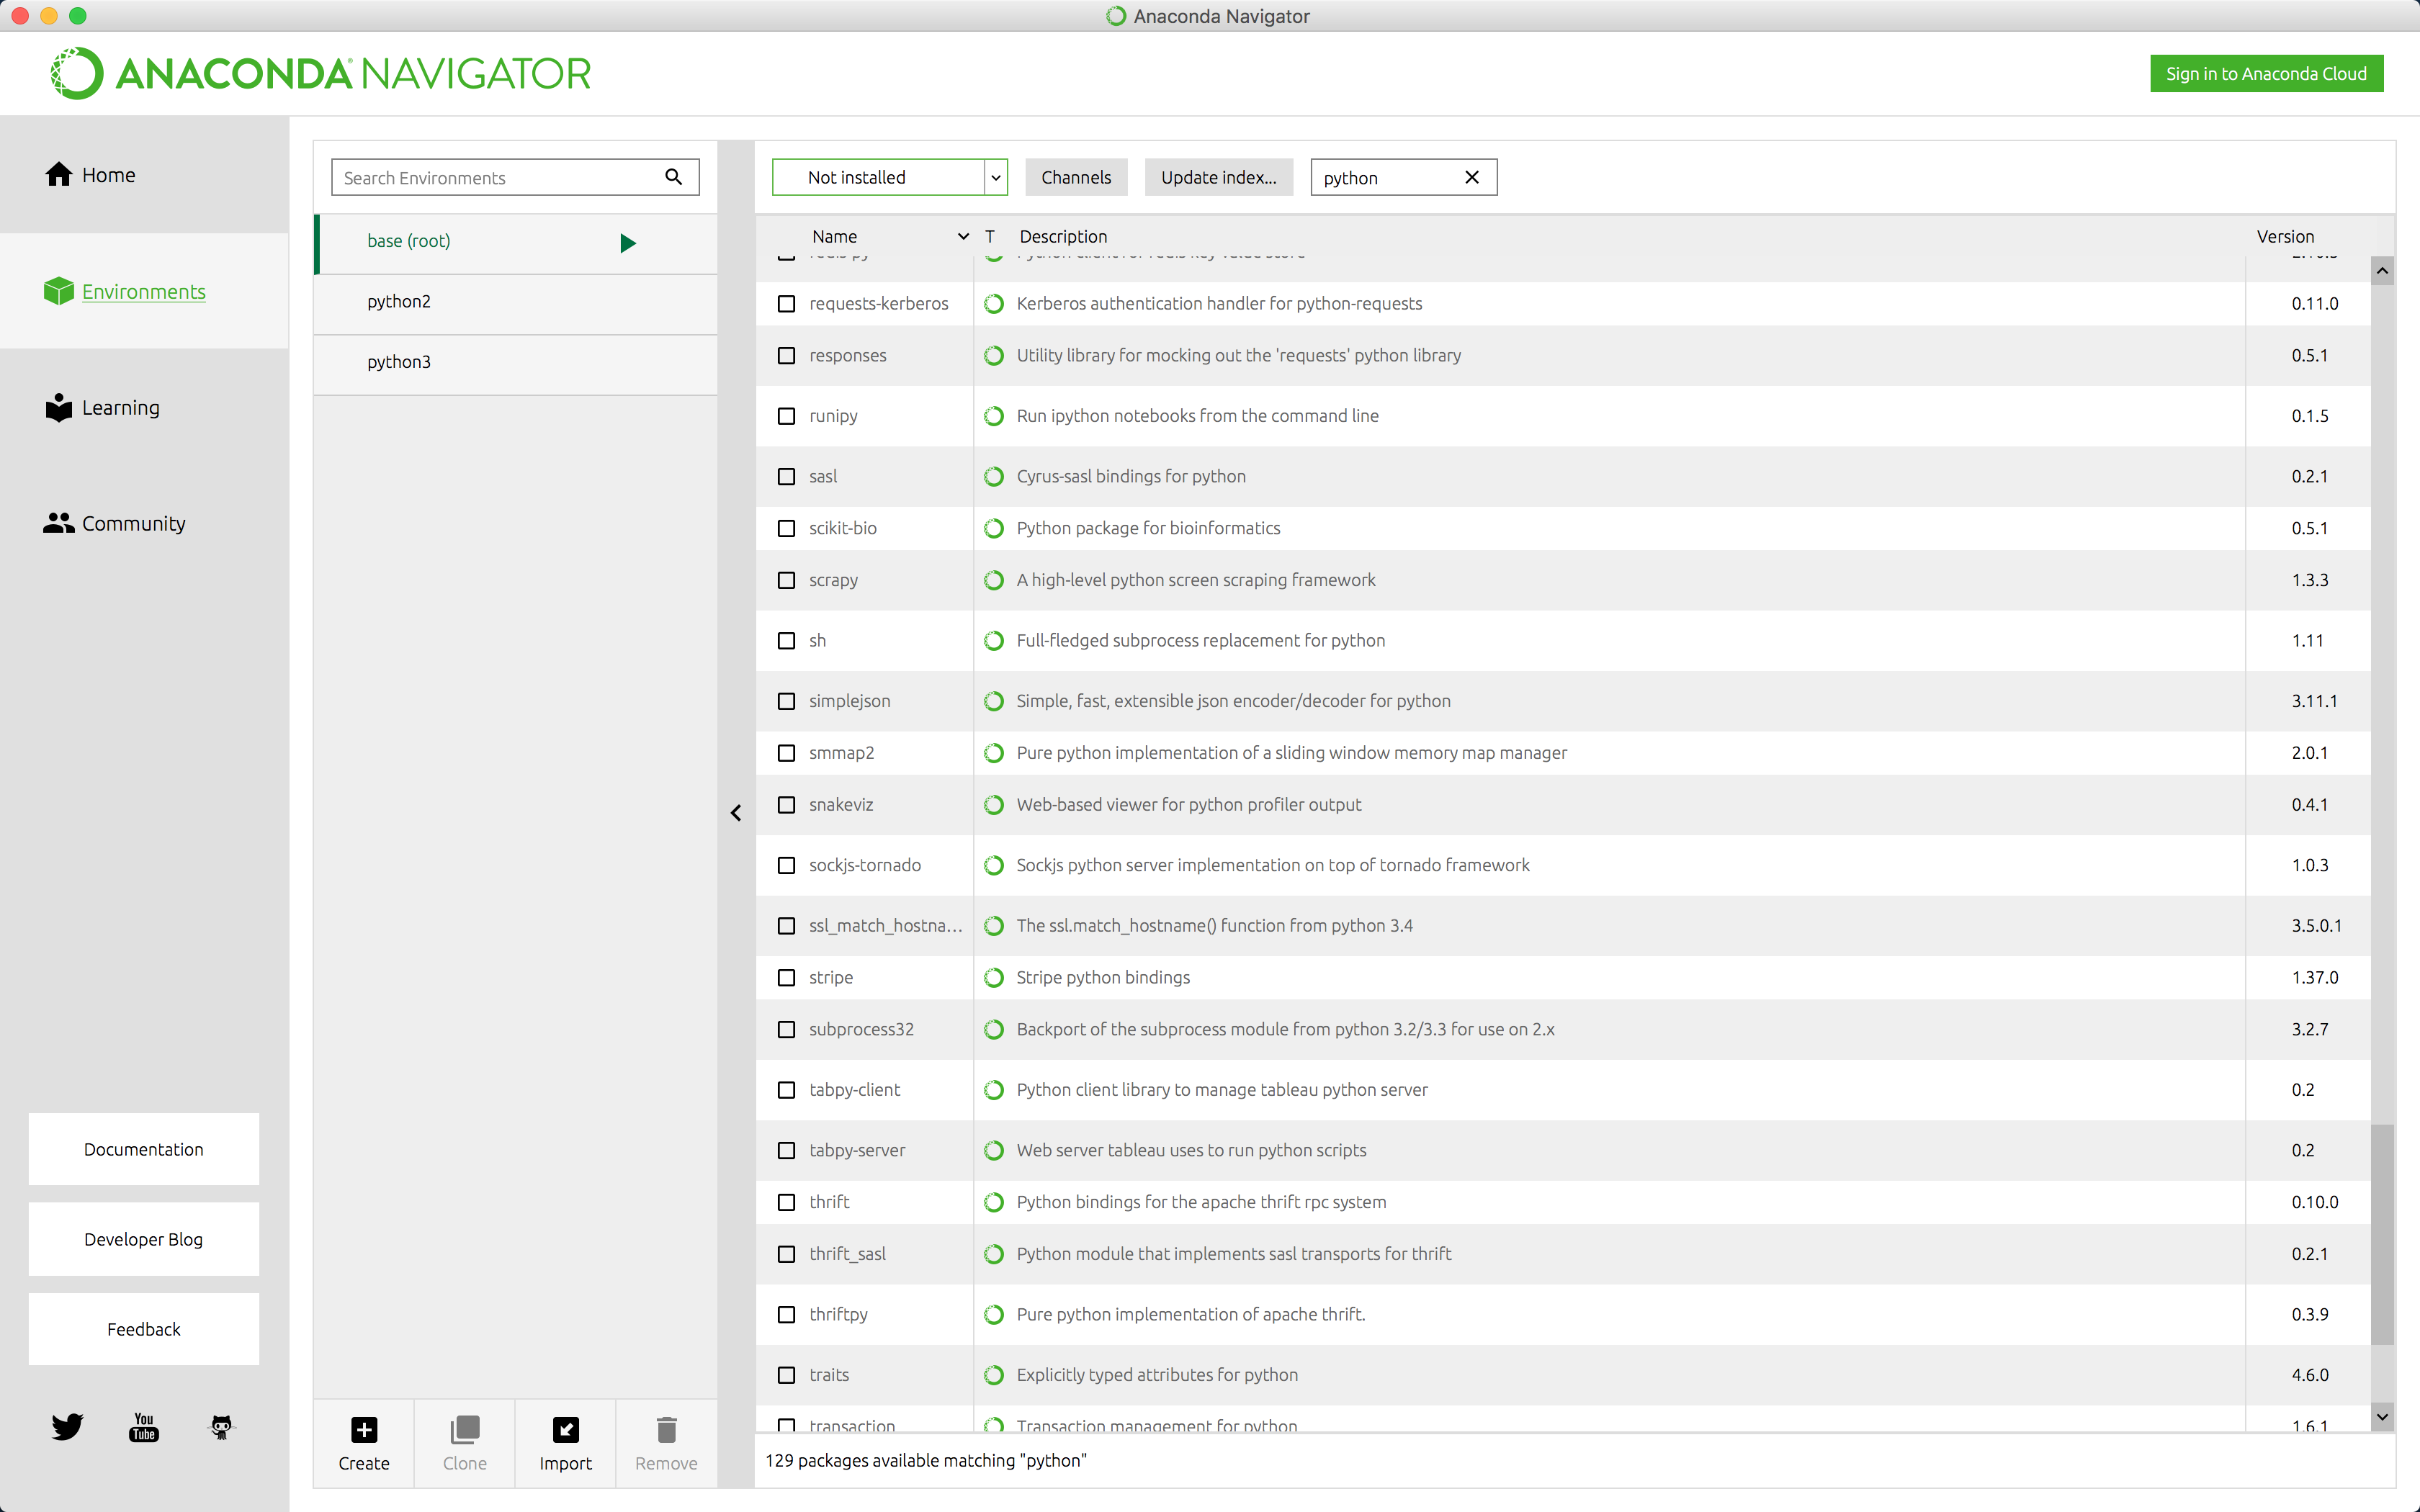 Anaconda Navigator
ANACONDA NAVIGATOR
Sign in to Anaconda Cloud
Home
Environments
Learning
Community
Documentation
Developer Blog
Feedback
You
Tube
Search Environments
base (root)
python2
python3
Create
Clone
Import
Remove
Not installed
Channels
Update index...
python
Name T Description Version
requests-kerberos Kerberos authentication handler for python-requests 0.11.0
responses Utility library for mocking out the 'requests' python library 0.5.1
runipy Run ipython notebooks from the command line 0.1.5
sasl Cyrus-sasl bindings for python 0.2.1
scikit-bio Python package for bioinformatics 0.5.1
scrapy A high-level python screen scraping framework 1.3.3
sh Full-fledged subprocess replacement for python 1.11
simplejson Simple, fast, extensible json encoder/decoder for python 3.11.1
smmap2 Pure python implementation of a sliding window memory map manager 2.0.1
snakeviz Web-based viewer for python profiler output 0.4.1
sockjs-tornado Sockjs python server implementation on top of tornado framework 1.0.3
ssl_match_hostna... The ssl.match_hostname() function from python 3.4 3.5.0.1
stripe Stripe python bindings 1.37.0
subprocess32 Backport of the subprocess module from python 3.2/3.3 for use on 2.x 3.2.7
tabpy-client Python client library to manage tableau python server 0.2
tabpy-server Web server tableau uses to run python scripts 0.2
thrift Python bindings for the apache thrift rpc system 0.10.0
thrift_sasl Python module that implements sasl transports for thrift 0.2.1
thriftpy Pure python implementation of apache thrift. 0.3.9
traits Explicitly typed attributes for python 4.6.0
transaction Transaction management for python 1.6.1
129 packages available matching "python"